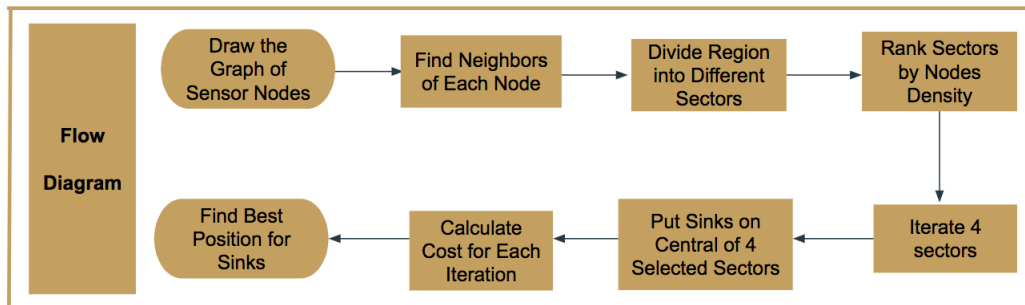 Flow
Diagram
Draw the
Graph of
Sensor Nodes
Find Neighbors
of Each Node
Divide Region
into Different
Sectors
Rank Sectors
by Nodes
Density
Iterate 4
sectors
Put Sinks on
Central of 4
Selected Sectors
Calculate
Cost for Each
Iteration
Find Best
Position for
Sinks